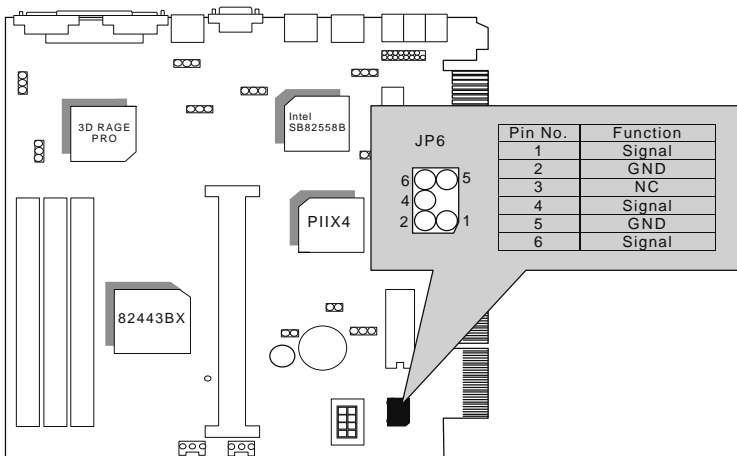 3D RAGE
PRO
Intel
SB82558B
PIIX4
82443BX
JP6
6 5
4
2 1
Pin No. Function
1 Signal
2 GND
3 NC
4 Signal
5 GND
6 Signal